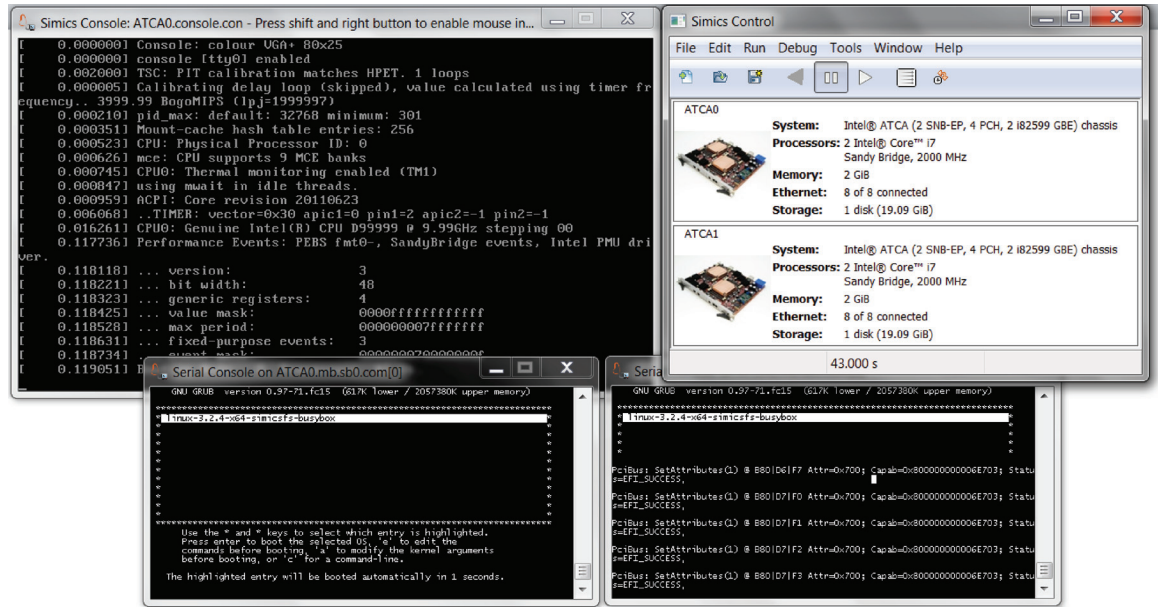 Simics Console: ATCA0.console.con - Press shift and right button to enable mouse in...
[ 0.000000] Console: colour VGA+ 80x25
[ 0.000000] console [tty0] enabled
[ 0.002000] TSC: PIT calibration matches HPET. 1 loops
[ 0.000005] Calibrating delay loop (skipped), value calculated using timer fr
equency.. 3999.99 BogoMIPS (lpj=1999997)
[ 0.000210] pid_max: default: 32768 minimum: 301
[ 0.000351] Mount-cache hash table entries: 256
[ 0.000523] CPU: Physical Processor ID: 0
[ 0.000626] mce: CPU supports 9 MCE banks
[ 0.000745] CPU0: Thermal monitoring enabled (TM1)
[ 0.000847] using mwait in idle threads.
[ 0.000959] ACPI: Core revision 20110623
[ 0.006068] ..TIMER: vector=0x30 apic1=0 pin1=2 apic2=-1 pin2=-1
[ 0.016261] CPU0: Genuine Intel(R) CPU D99999 @ 9.99GHz stepping 00
[ 0.117736] Performance Events: PEBS fmt0-, SandyBridge events, Intel PMU dri
ver.
[ 0.118118] ... version: 3
[ 0.118221] ... bit width: 48
[ 0.118323] ... generic registers: 4
[ 0.118425] ... value mask: 0000ffffffffffff
[ 0.118528] ... max period: 000000007fffffff
[ 0.118631] ... fixed-purpose events: 3
[ 0.118734] ... event mask: 000000070000000f
[ 0.119051] B
Simics Control
File Edit Run Debug Tools Window Help
ATCA0
System: Intel® ATCA (2 SNB-EP, 4 PCH, 2 i82599 GBE) chassis
Processors: 2 Intel® Core™ i7
Sandy Bridge, 2000 MHz
Memory: 2 GiB
Ethernet: 8 of 8 connected
Storage: 1 disk (19.09 GiB)
ATCA1
System: Intel® ATCA (2 SNB-EP, 4 PCH, 2 i82599 GBE) chassis
Processors: 2 Intel® Core™ i7
Sandy Bridge, 2000 MHz
Memory: 2 GiB
Ethernet: 8 of 8 connected
Storage: 1 disk (19.09 GiB)
43.000 s
Serial Console on ATCA0.mb.sb0.com[0]
GNU GRUB version 0.97-71.fc15 (617K lower / 2057380K upper memory)
linux-3.2.4-x64-simicsfs-busybox
Use the * and * keys to select which entry is highlighted.
Press enter to boot the selected OS, 'e' to edit the
commands before booting, 'a' to modify the kernel arguments
before booting, or 'c' for a command-line.
The highlighted entry will be booted automatically in 1 seconds.
Seria
GNU GRUB version 0.97-71.fc15 (617K lower / 2057380K upper memory)
linux-3.2.4-x64-simicsfs-busybox
PciBus: SetAttributes(1) @ B80|D6|F7 Attr=0x700; Capab=0x800000000006E703; Statu
s=EFI_SUCCESS,
PciBus: SetAttributes(1) @ B80|D7|F0 Attr=0x700; Capab=0x800000000006E703; Statu
s=EFI_SUCCESS,
PciBus: SetAttributes(1) @ B80|D7|F1 Attr=0x700; Capab=0x800000000006E703; Statu
s=EFI_SUCCESS,
PciBus: SetAttributes(1) @ B80|D7|F2 Attr=0x700; Capab=0x800000000006E703; Statu
s=EFI_SUCCESS,
PciBus: SetAttributes(1) @ B80|D7|F3 Attr=0x700; Capab=0x800000000006E703; Statu
s=EFI_SUCCESS,